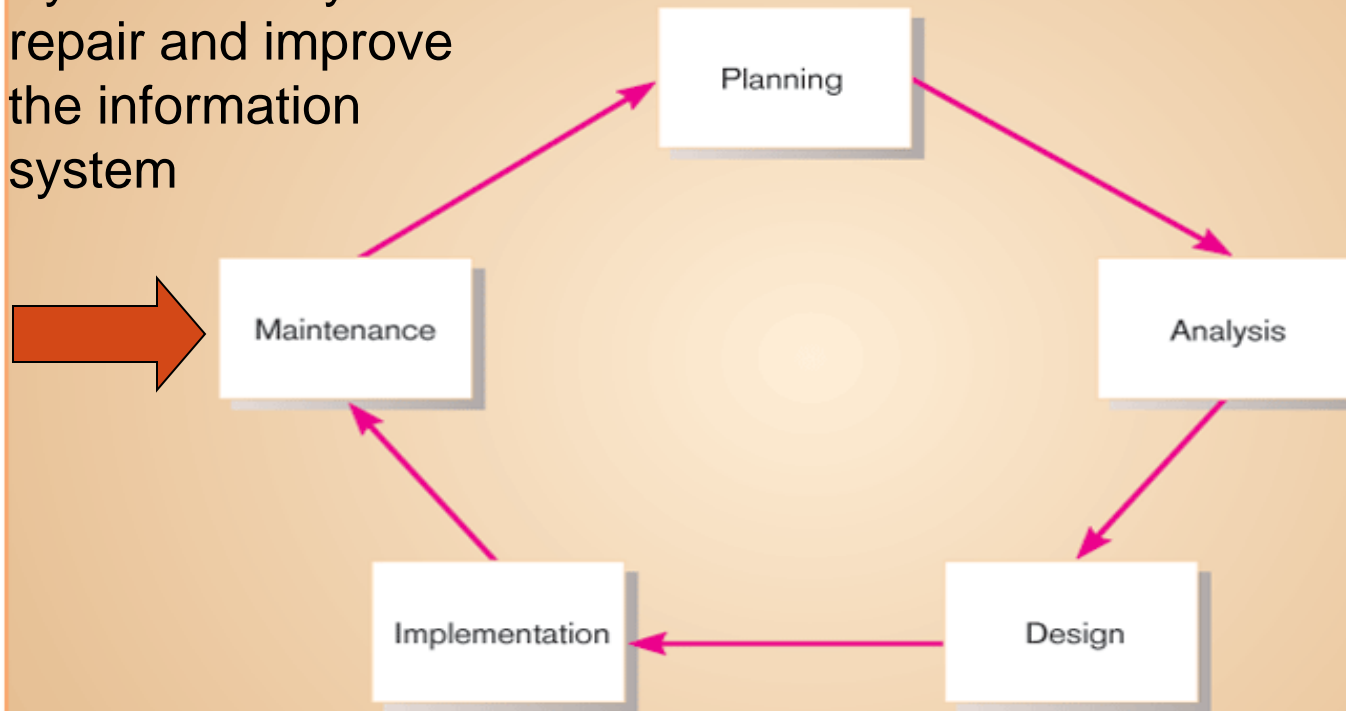 repair and improve
the information
system
Planning
Maintenance
Analysis
Implementation
Design